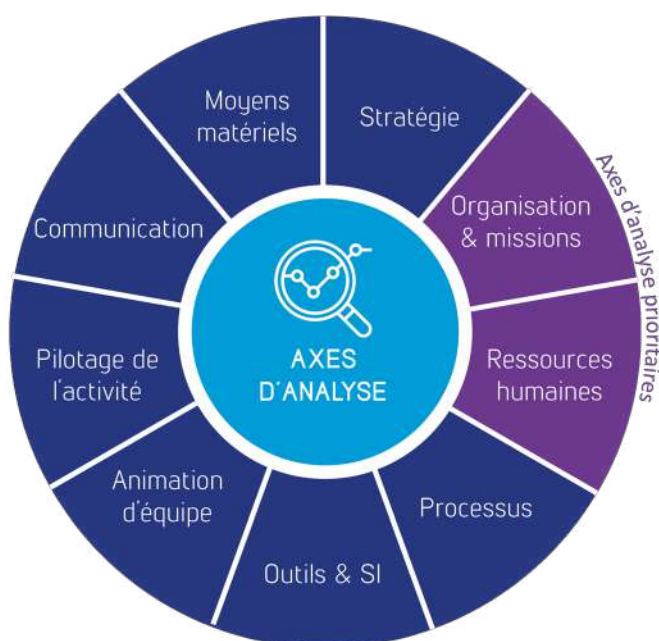 Moyens
matériels
Stratégie
Organisation
& missions
Axes d'analyse prioritaires
Ressources
humaines
Processus
Outils & SI
Animation
d'équipe
Pilotage de
l'activité
Communication
AXES
D'ANALYSE